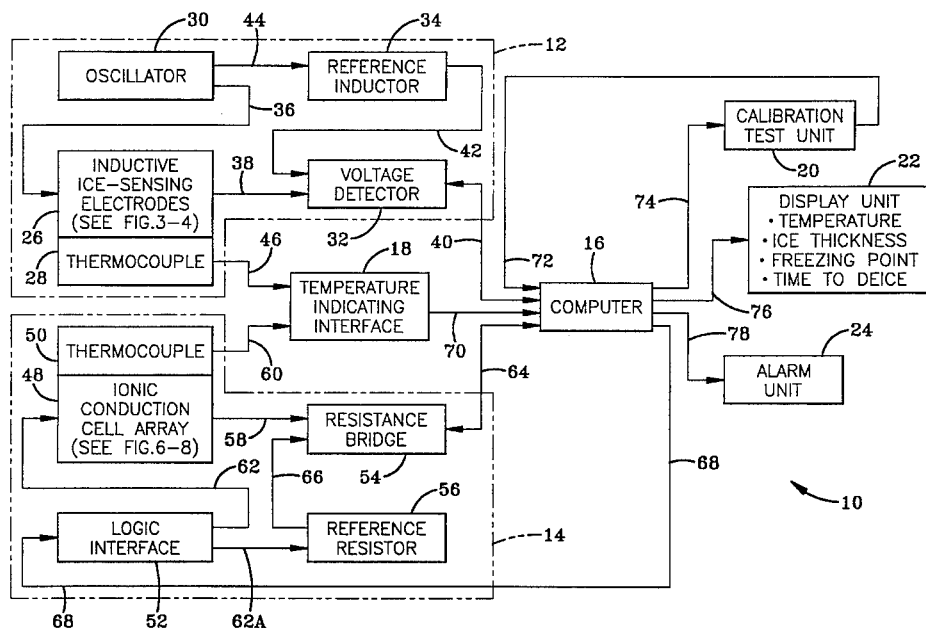 30
44
34
12
OSCILLATOR
REFERENCE
INDUCTOR
36
42
CALIBRATION
TEST UNIT
20
22
INDUCTIVE
ICE-SENSING
ELECTRODES
(SEE FIG.3-4)
38
VOLTAGE
DETECTOR
74
DISPLAY UNIT
• TEMPERATURE
• ICE THICKNESS
• FREEZING POINT
• TIME TO DEICE
26
32
28
THERMOCOUPLE
46
18
40
72
16
TEMPERATURE
INDICATING
INTERFACE
COMPUTER
76
50
THERMOCOUPLE
60
70
78
24
48
IONIC
CONDUCTION
CELL ARRAY
(SEE FIG.6-8)
58
RESISTANCE
BRIDGE
64
ALARM
UNIT
62
66
54
68
56
10
LOGIC
INTERFACE
REFERENCE
RESISTOR
14
68
52
62A